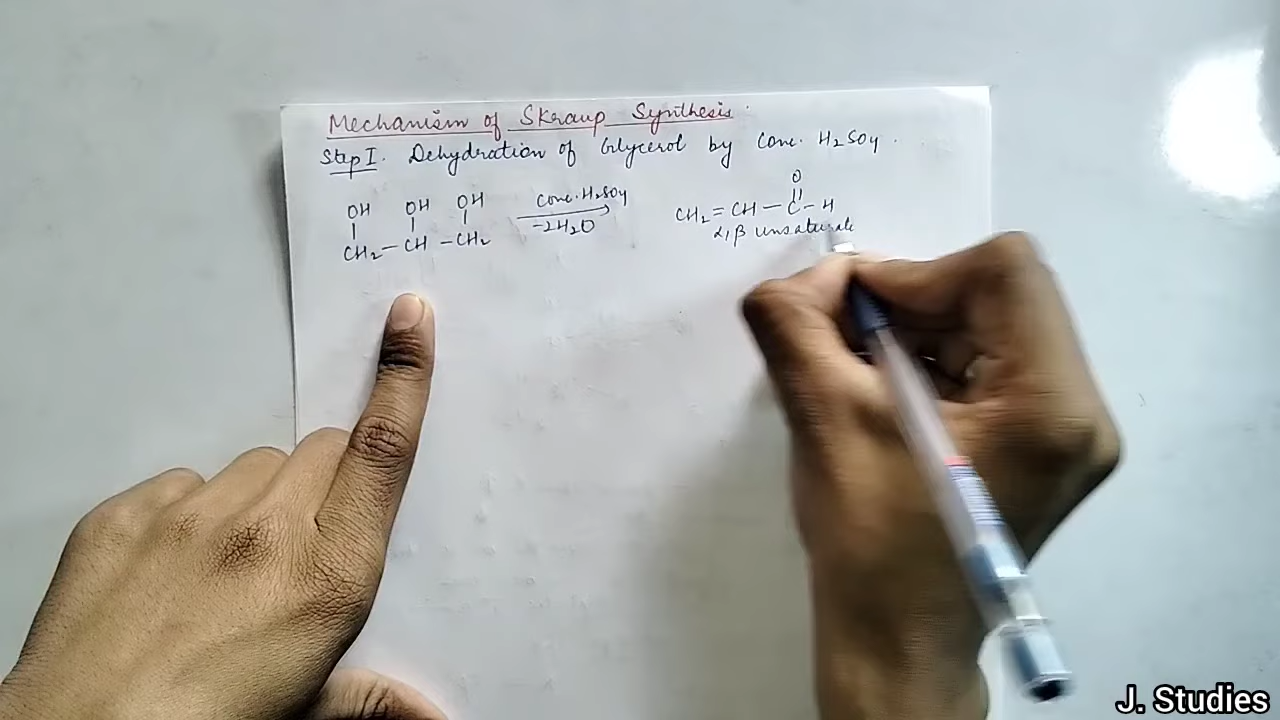 Mechanism of Skraup Synthesis.
Step I. Dehydration of Glycerol by Conc. H2SO4.
OH OH OH
CH2-CH-CH2
conc. H2SO4
-2H2O
O
CH2=CH-C-H
α,β unsaturate
J. Studies